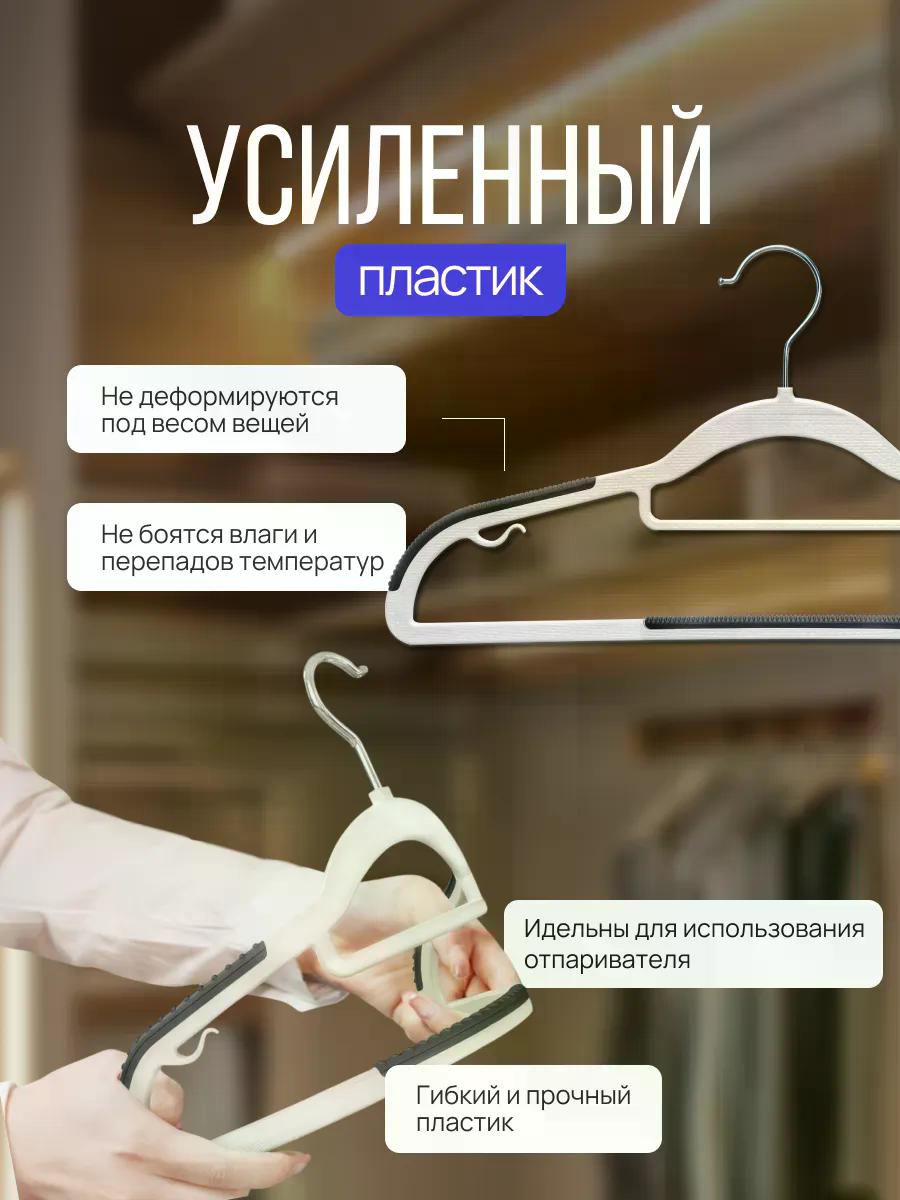 УСИЛЕННЫЙ
пластик
Не деформируются
под весом вещей
Не боятся влаги и
перепадов температур
Идельны для использования
отпаривателя
Гибкий и прочный
пластик